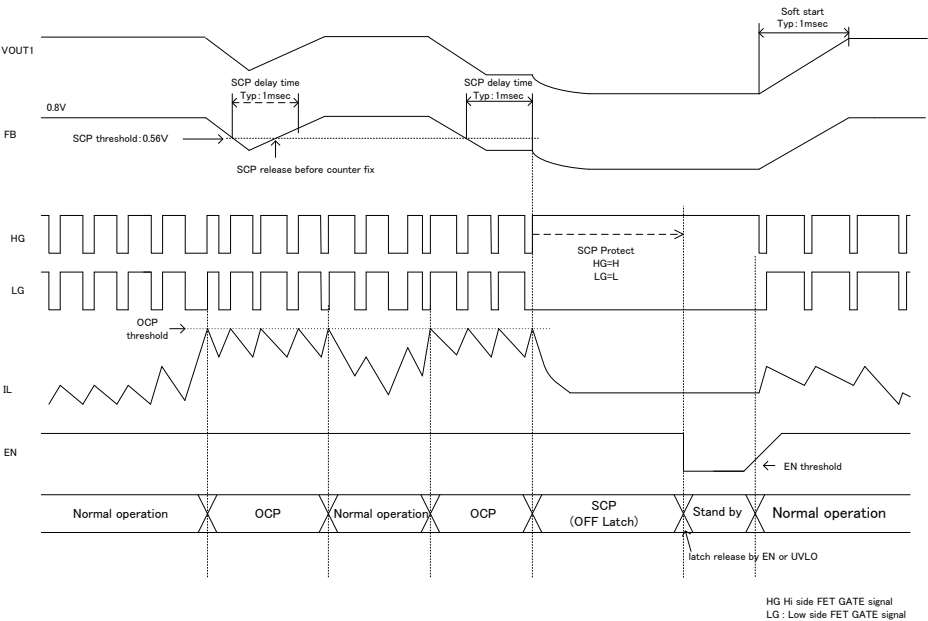 Soft start
Typ：1msec
VOUT1
SCP delay time
Typ：1msec
SCP delay time
Typ：1msec
0.8V
FB
SCP threshold：0.56V
SCP release before counter fix
HG
SCP Protect
HG=H
LG=L
LG
OCP
threshold
IL
EN
EN threshold
Normal operation
OCP
Normal operation
OCP
SCP
(OFF Latch)
Stand by
Normal operation
latch release by EN or UVLO
HG Hi side FET GATE signal
LG : Low side FET GATE signal